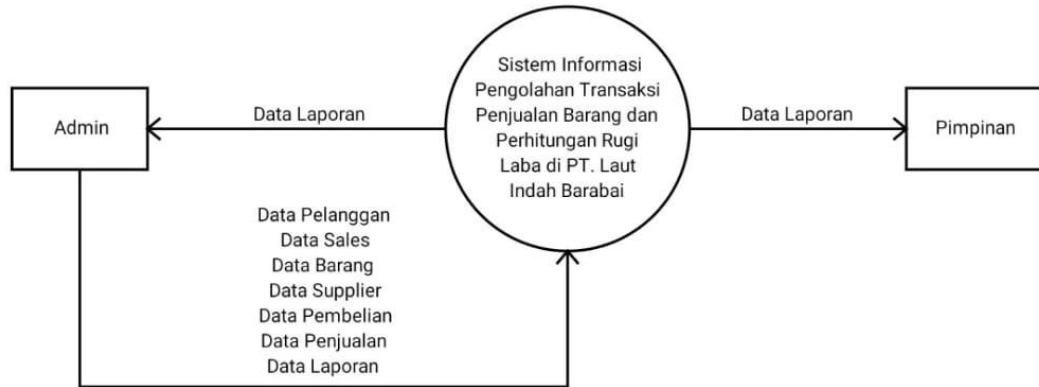 Sistem Informasi
Pengolahan Transaksi
Penjualan Barang dan
Perhitungan Rugi
Laba di PT. Laut
Indah Barabai
Admin
Data Laporan
Data Laporan
Pimpinan
Data Pelanggan
Data Sales
Data Barang
Data Supplier
Data Pembelian
Data Penjualan
Data Laporan